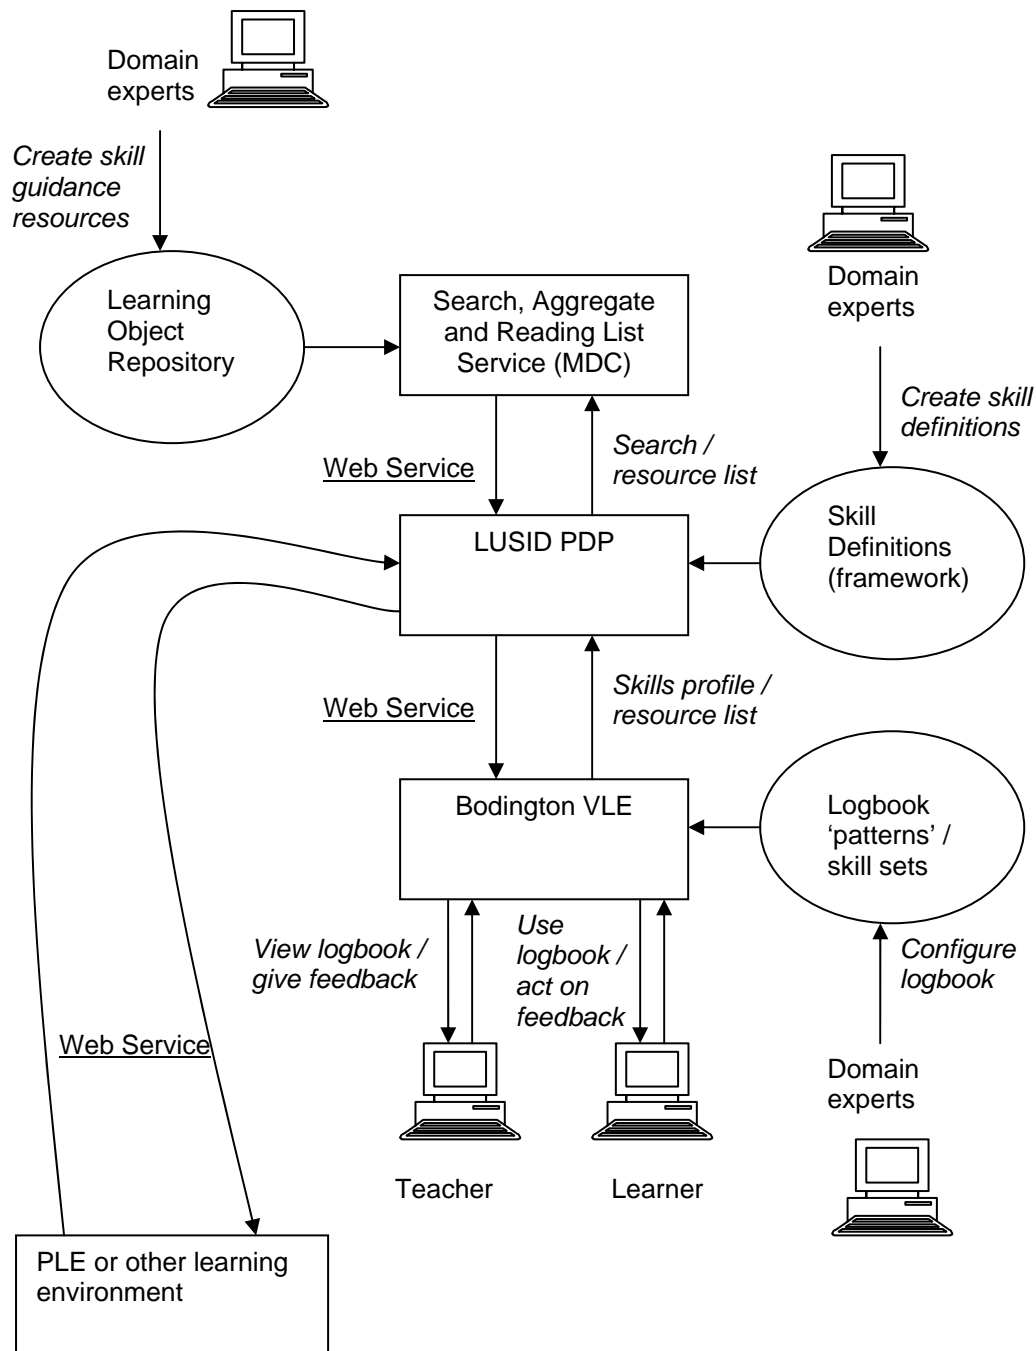 Domain
experts
Create skill
guidance
resources
Domain
experts
Learning
Object
Repository
Search, Aggregate
and Reading List
Service (MDC)
Create skill
definitions
Web Service
Search /
resource list
LUSID PDP
Skill
Definitions
(framework)
Web Service
Skills profile /
resource list
Bodington VLE
Logbook
‘patterns’ /
skill sets
View logbook /
give feedback
Use
logbook /
act on
feedback
Configure
logbook
Web Service
Domain
experts
Teacher
Learner
PLE or other learning
environment